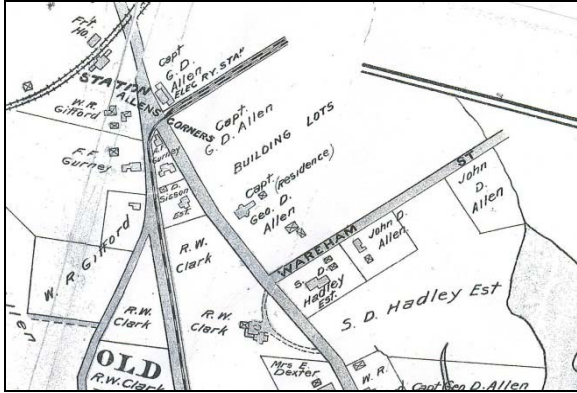 Frt.
Ho.
Capt
G. D.
Allen
ELEC RY. STA
STATION
ALLENS
CORNERS
W. R.
Gifford
Capt.
G. D. Allen
BUILDING LOTS
F. F.
Gurney
F. F.
Gurney
D.
Sisson
Est.
Capt. (Residence)
Geo. D.
Allen
WAREHAM
ST
John
D.
Allen
John D.
Allen
S. D.
Hadley
Est.
S. D. Hadley Est
W. R. Gifford
R. W.
Clark
R. W.
Clark
R. W.
Clark
OLD
R. W. Clark
Mrs E.
Dexter
W. R.
Capt Geo D. Allen